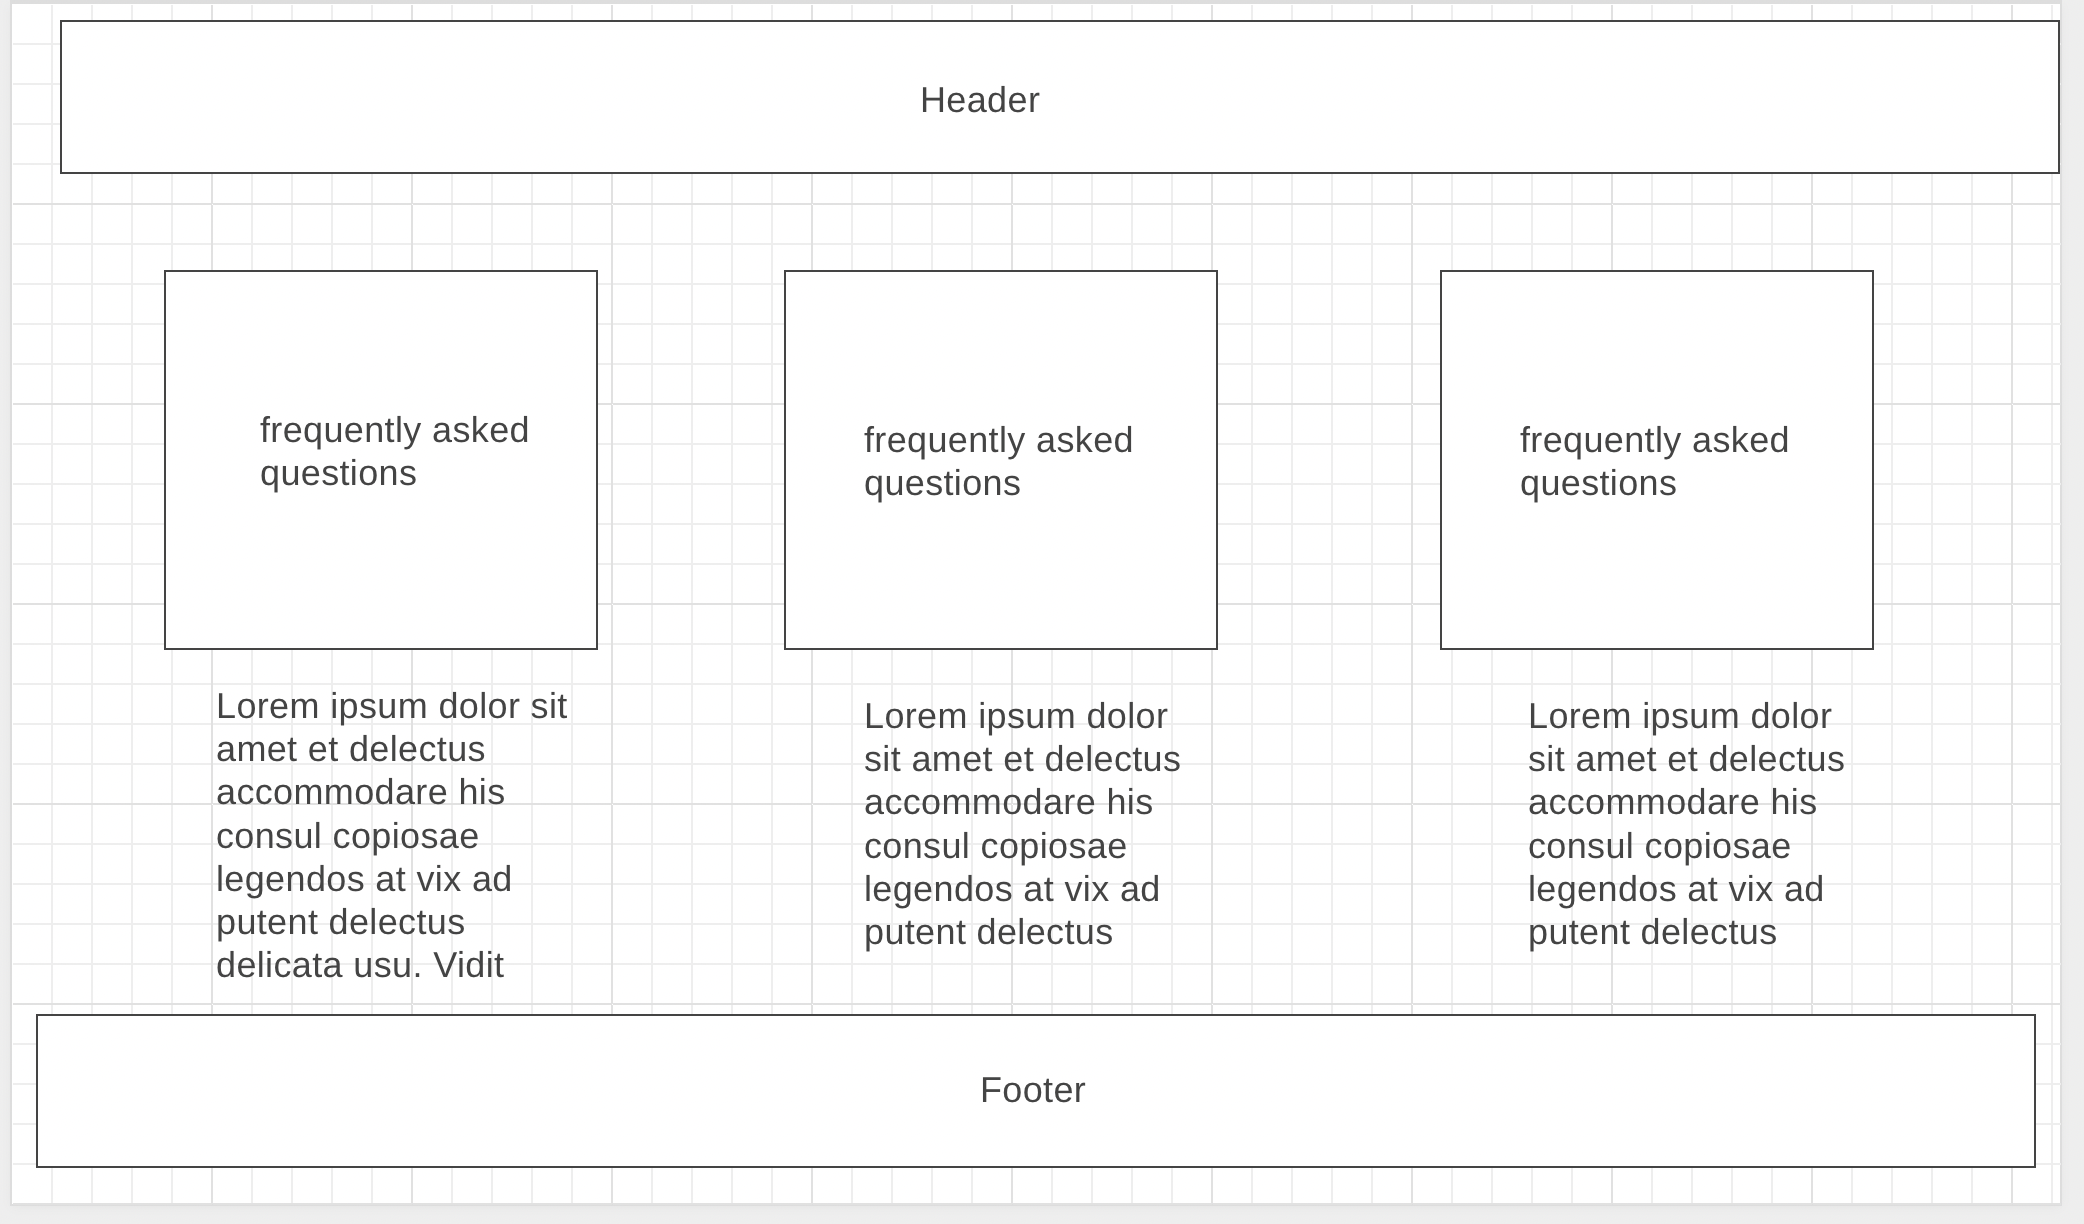 Header
frequently asked
questions
frequently asked
questions
frequently asked
questions
Lorem ipsum dolor sit
amet et delectus
accommodare his
consul copiosae
legendos at vix ad
putent delectus
delicata usu. Vidit
Lorem ipsum dolor
sit amet et delectus
accommodare his
consul copiosae
legendos at vix ad
putent delectus
Lorem ipsum dolor
sit amet et delectus
accommodare his
consul copiosae
legendos at vix ad
putent delectus
Footer